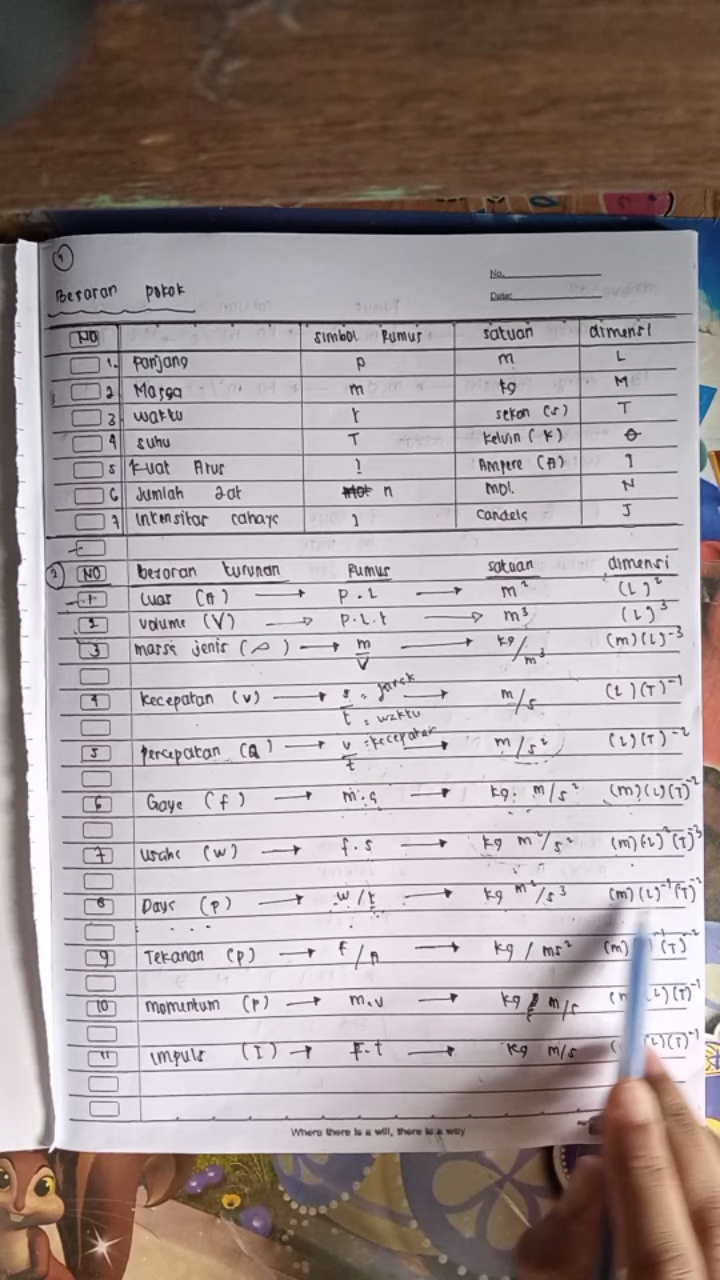 1
Besaran pokok
No.
Date:
NO simbol Rumus satuan dimensi
1. Panjang P m L
2 Massa m kg M
3 waktu t sekon (s) T
4 suhu T Kelvin (K) θ
5 Kuat Arus I Ampere (A) I
6 Jumlah zat n mol. N
7 Intensitas cahaya J
2 NO besaran turunan Rumus satuan dimensi
1 Luas (A) → P.L → m² (L)²
2 Volume (V) → P.L.t → m³ (L)³
3 massa jenis ( ) → m/V → kg/m³ (m)(L)⁻³
4 Kecepatan (v) → s/t = jarak = waktu → m/s (L)(T)⁻¹
5 Percepatan (a) → v/t = kecepatan → m/s² (L)(T)⁻²
6 Gaya (f) → m.a → kg. m/s² (m)(L)(T)⁻²
7 usaha (w) → f.s → kg m²/s² (m)(L)²(T)⁻³
8 Daya (p) → w/t → kg m²/s³ (m)(L)⁻¹(T)
9 Tekanan (p) → F/A → kg / ms² (m) (T)⁻²
10 momentum (P) → m.v → kg m/s (L)(T)⁻¹
11 impuls (I) → F.t → kg m/s (L)(T)⁻¹
Where there is a will, there is a way